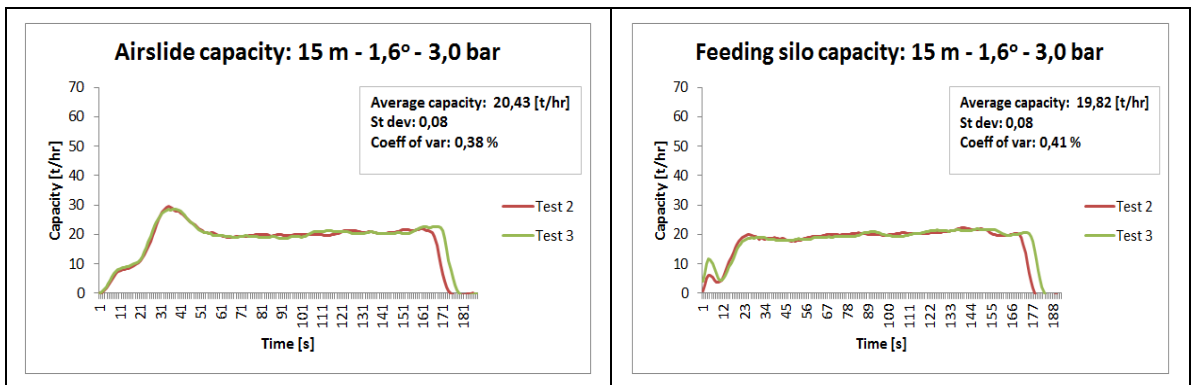 Airslide capacity: 15 m - 1,6° - 3,0 bar
Average capacity: 20,43 [t/hr]
St dev: 0,08
Coeff of var: 0,38 %
Capacity [t/hr]
70
60
50
40
30
20
10
0
Test 2
Test 3
1 11 21 31 41 51 61 71 81 91 101 111 121 131 141 151 161 171 181
Time [s]
Feeding silo capacity: 15 m - 1,6° - 3,0 bar
Average capacity: 19,82 [t/hr]
St dev: 0,08
Coeff of var: 0,41 %
Capacity [t/hr]
70
60
50
40
30
20
10
0
Test 2
Test 3
1 12 23 34 45 56 67 78 89 100 111 122 133 144 155 166 177 188
Time [s]